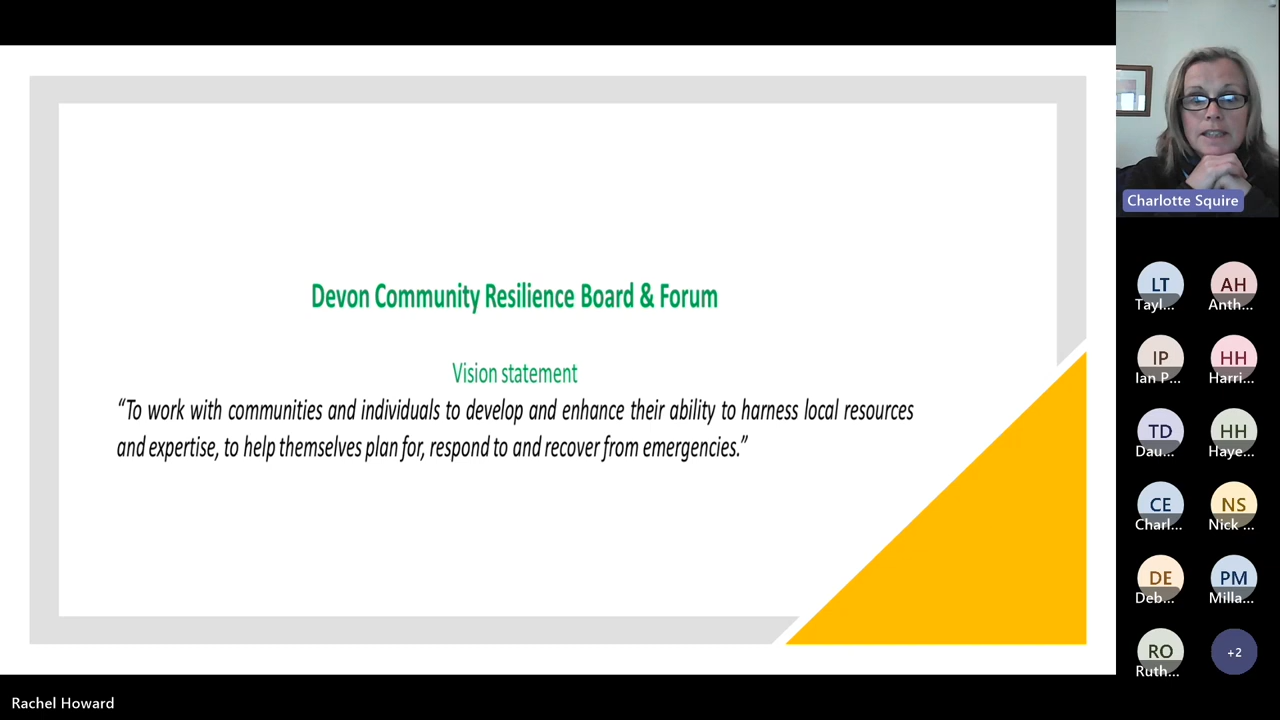 Devon Community Resilience Board & Forum
Vision statement
“To work with communities and individuals to develop and enhance their ability to harness local resources
and expertise, to help themselves plan for, respond to and recover from emergencies.”
Charlotte Squire
LT AH
Tayl... Anth...
IP HH
Ian P... Harri...
TD HH
Dau... Haye...
CE NS
Charl... Nick ...
DE PM
Deb... Milla...
RO +2
Ruth...
Rachel Howard